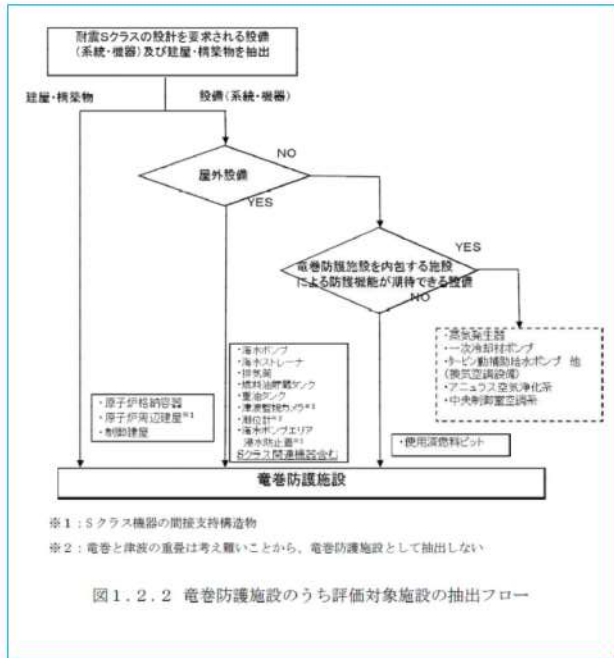 耐震Sクラスの設計を要求される設備
(系統・機器)及び建屋・構築物を抽出
建屋・構築物
設備(系統・機器)
NO
屋外設備
YES
YES
竜巻防護施設を内包する施設
による防護機能が期待できる設備
NO
・蒸気発生器
・一次冷却材ポンプ
・タービン動補助給水ポンプ 他
(換気空調設備)
・アニュラス空気浄化系
・中央制御室空調系
・海水ポンプ
・海水ストレーナ
・排気筒
・燃料油貯蔵タンク
・重油タンク
・津波監視カメラ※2
・潮位計※2
・海水ポンプエリア
浸水防止蓋※2
Sクラス関連機器含む
・原子炉格納容器
・原子炉周辺建屋※1
・制御建屋
・使用済燃料ピット
竜巻防護施設
※1:Sクラス機器の間接支持構造物
※2:竜巻と津波の重畳は考え難いことから、竜巻防護施設として抽出しない
図1.2.2 竜巻防護施設のうち評価対象施設の抽出フロー